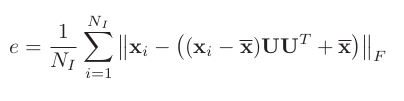 $e = \frac{1}{N_I} \sum_{i=1}^{N_I} \left\| \mathbf{x}_i - \left( (\mathbf{x}_i - \overline{\mathbf{x}}) \mathbf{U}\mathbf{U}^T + \overline{\mathbf{x}} \right) \right\|_F$